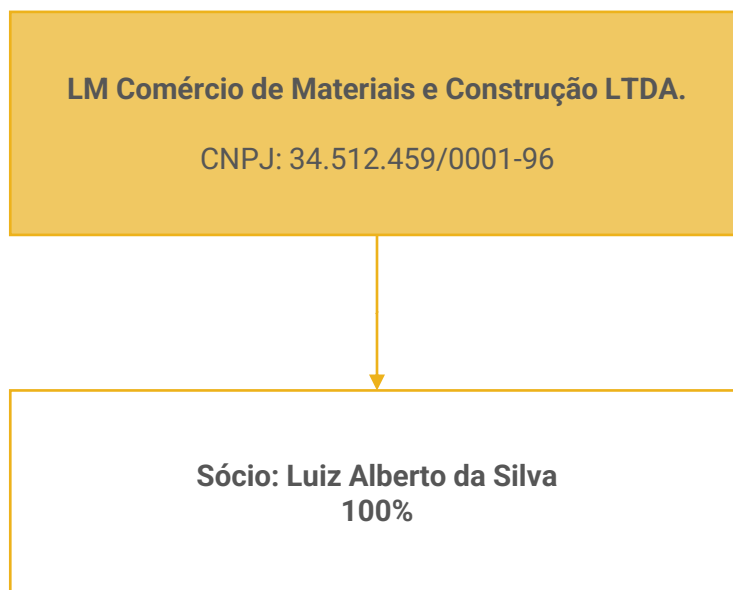 LM Comércio de Materiais e Construção LTDA.
CNPJ: 34.512.459/0001-96
Sócio: Luiz Alberto da Silva
100%